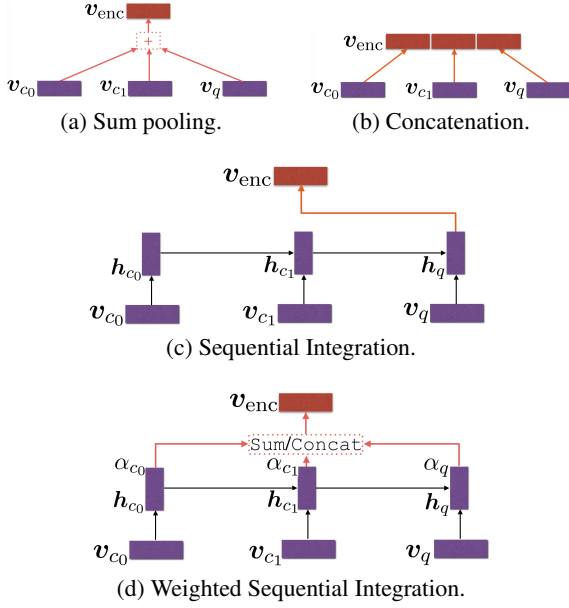 v_enc
+
v_c0 v_c1 v_q
(a) Sum pooling.
v_enc
v_c0 v_c1 v_q
(b) Concatenation.
v_enc
h_c0 h_c1 h_q
v_c0 v_c1 v_q
(c) Sequential Integration.
v_enc
Sum/Concat
α_c0 α_c1 α_q
h_c0 h_c1 h_q
v_c0 v_c1 v_q
(d) Weighted Sequential Integration.